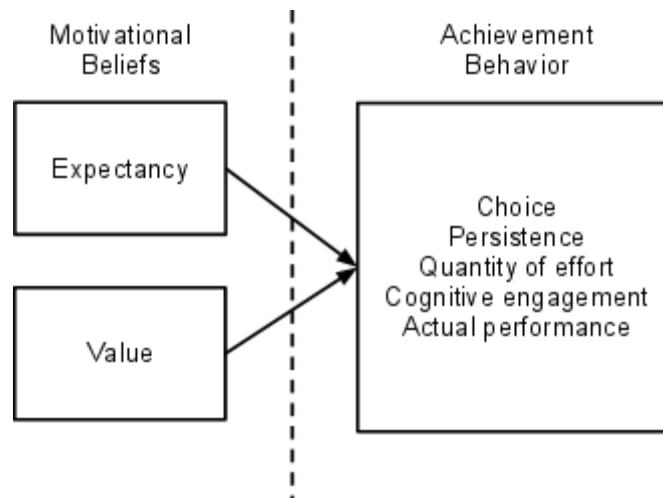 Motivational
Beliefs
Achievement
Behavior
Expectancy
Value
Choice
Persistence
Quantity of effort
Cognitive engagement
Actual performance